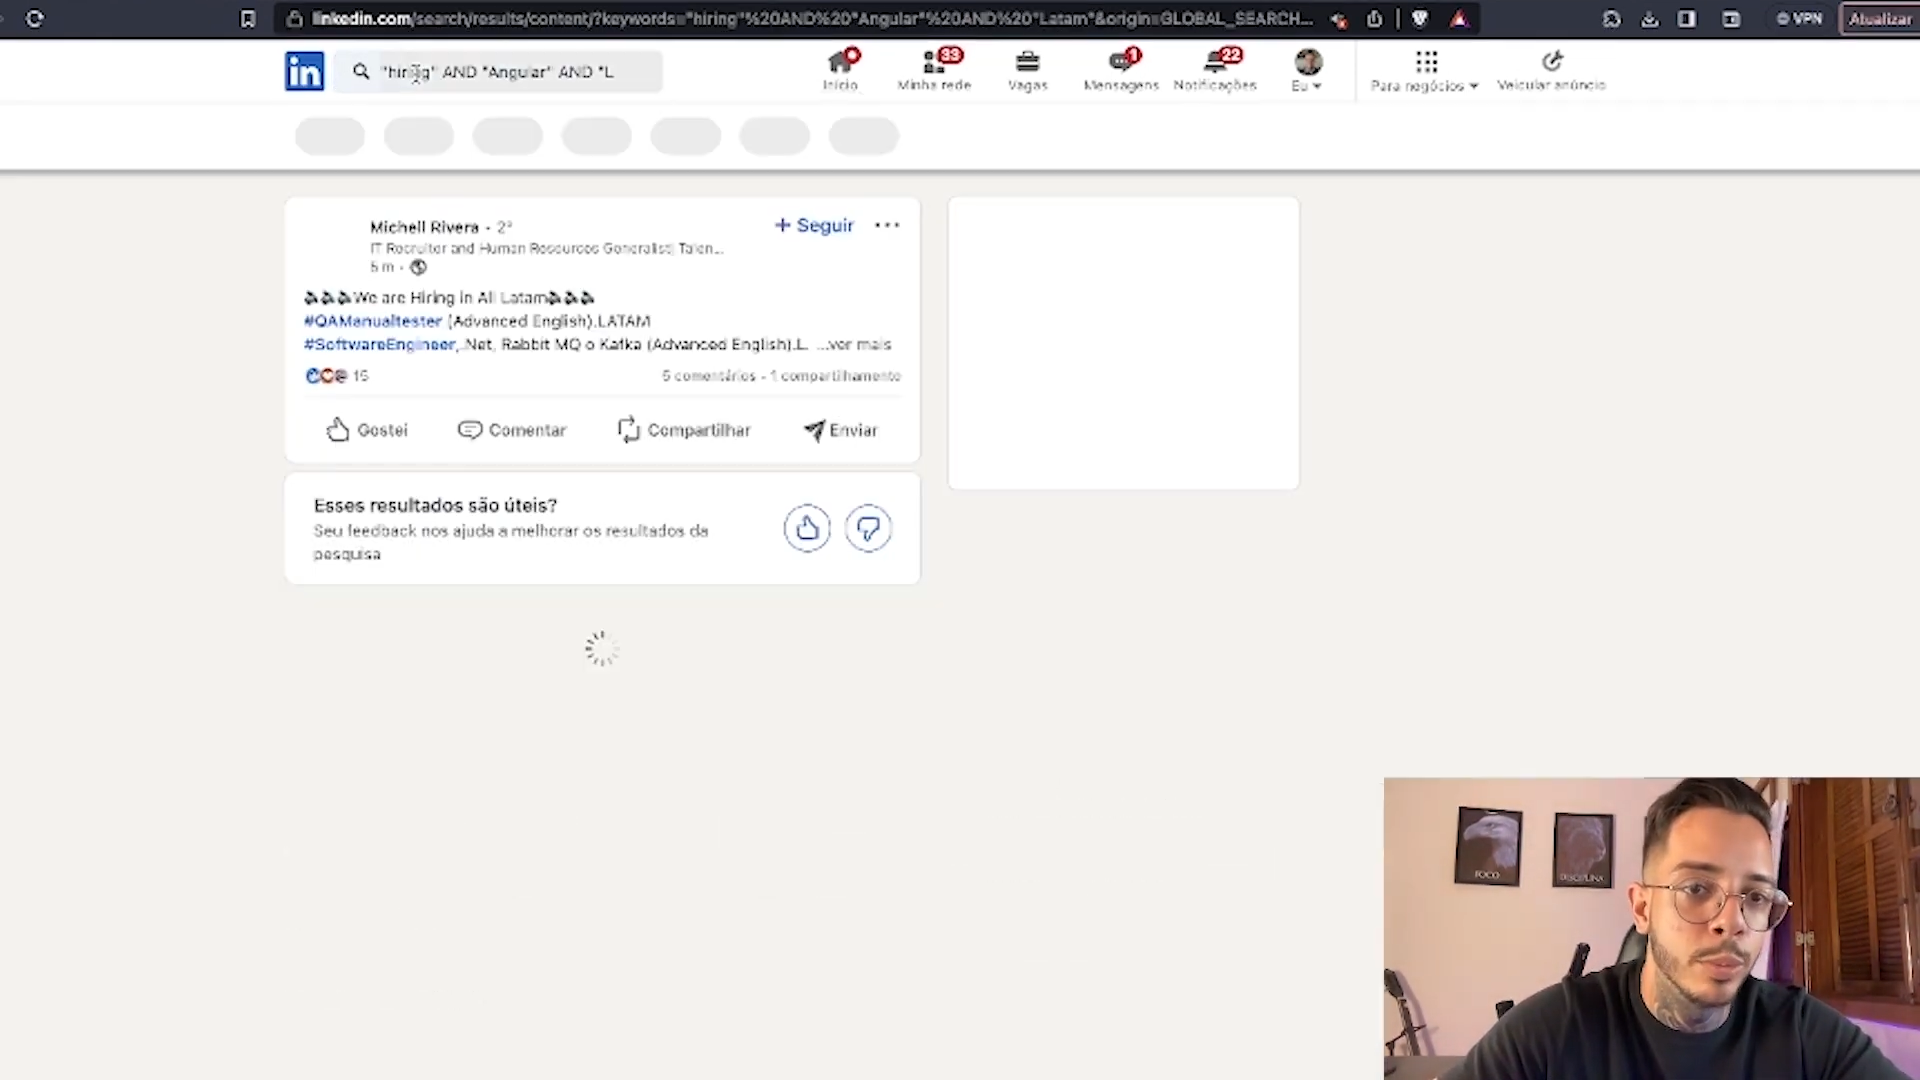 linkedin.com/search/results/content/?keywords="hiring"%20AND%20"Angular"%20AND%20"Latam"&origin=GLOBAL_SEARCH...
VPN
Atualizar
in
"hiring" AND "Angular" AND "L
33
1
22
Início
Minha rede
Vagas
Mensagens
Notificações
Eu
Para negócios
Veicular anúncio
Michell Rivera • 2º
+ Seguir
IT Recruiter and Human Resources Generalist| Talen...
5 m •
We are Hiring in All Latam
#QAManualtester (Advanced English).LATAM
#SoftwareEngineer, .Net, Rabbit MQ o Kafka (Advanced English).L ...ver mais
15
5 comentários • 1 compartilhamento
Gostei
Comentar
Compartilhar
Enviar
Esses resultados são úteis?
Seu feedback nos ajuda a melhorar os resultados da
pesquisa
FOCO
DISCIPLINA